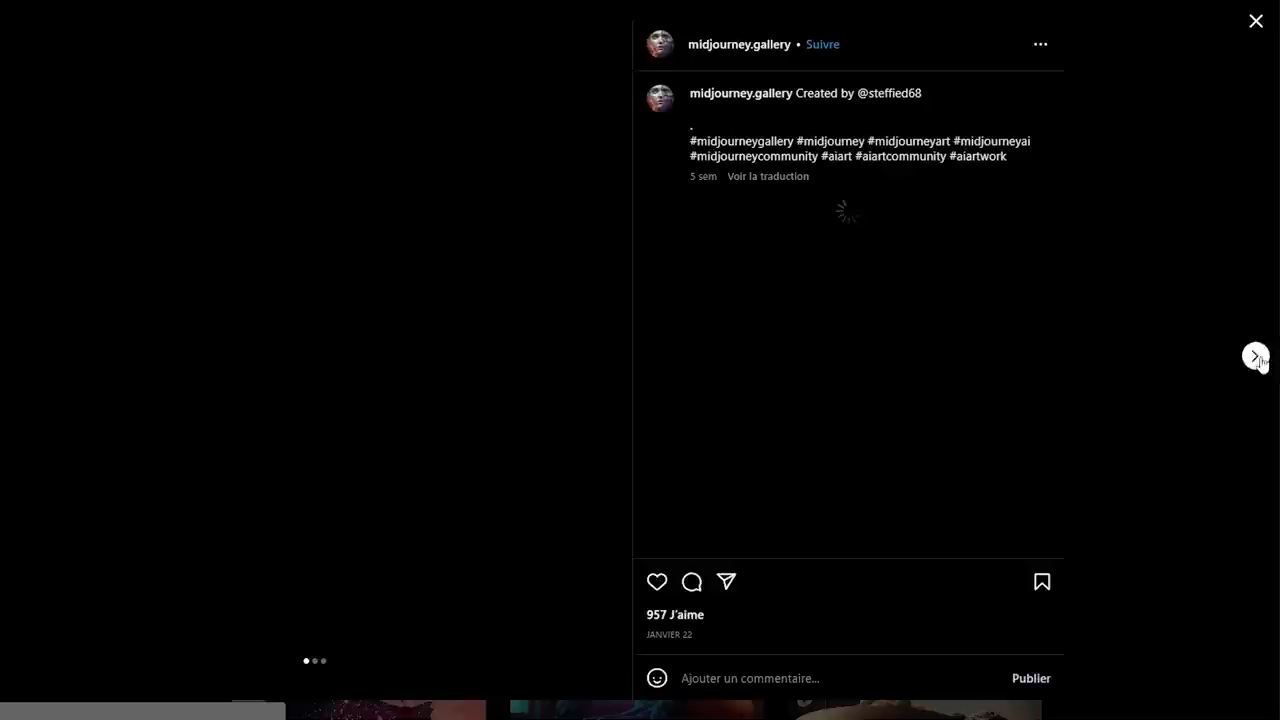 midjourney.gallery • Suivre
midjourney.gallery Created by @steffied68
.
#midjourneygallery #midjourney #midjourneyart #midjourneyai
#midjourneycommunity #aiart #aiartcommunity #aiartwork
5 sem Voir la traduction
957 J’aime
JANVIER 22
Ajouter un commentaire... Publier